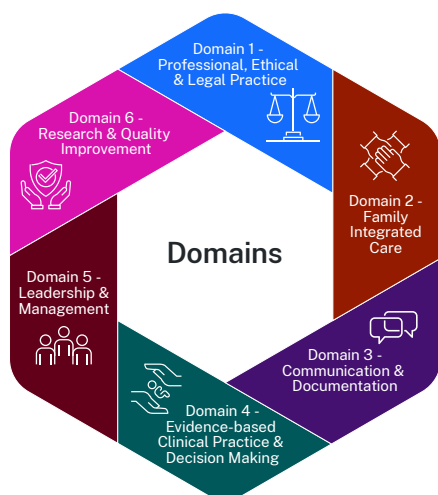 Domain 1 -
Professional, Ethical
& Legal Practice
Domain 2 -
Family
Integrated
Care
Domain 3 -
Communication &
Documentation
Domain 4 -
Evidence-based
Clinical Practice &
Decision Making
Domain 5 -
Leadership &
Management
Domain 6 -
Research & Quality
Improvement
Domains